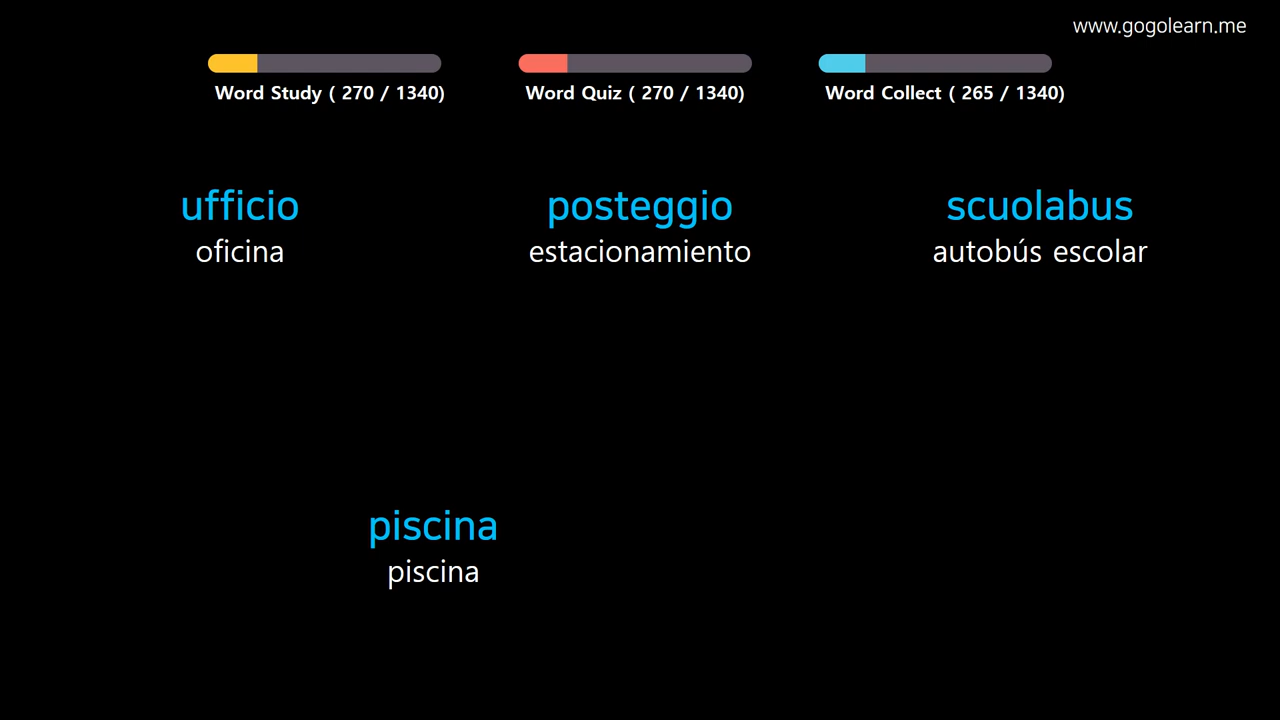 www.gogolearn.me
Word Study ( 270 / 1340)
Word Quiz ( 270 / 1340)
Word Collect ( 265 / 1340)
ufficio
oficina
posteggio
estacionamiento
scuolabus
autobús escolar
piscina
piscina